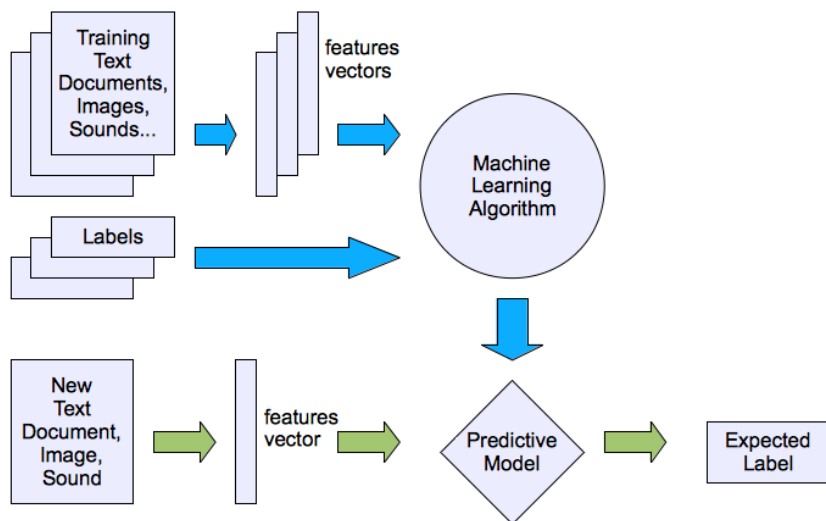 Training
Text
Documents,
Images,
Sounds...
features
vectors
Machine
Learning
Algorithm
Labels
New
Text
Document,
Image,
Sound
features
vector
Predictive
Model
Expected
Label